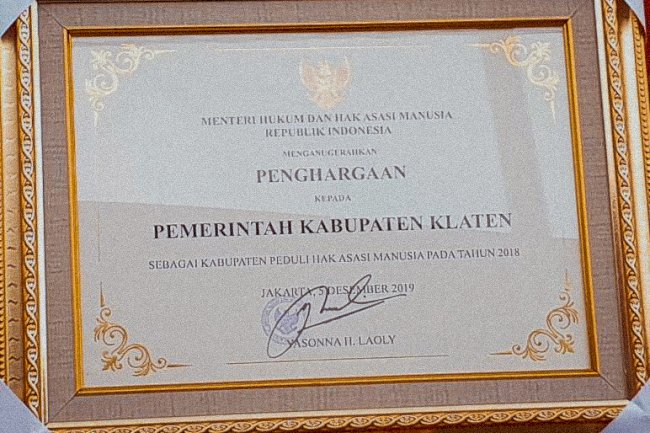 MENTERI HUKUM DAN HAK ASASI MANUSIA
REPUBLIK INDONESIA
MENGANUGERAHKAN
PENGHARGAAN
KEPADA
PEMERINTAH KABUPATEN KLATEN
SEBAGAI KABUPATEN PEDULI HAK ASASI MANUSIA PADA TAHUN 2018
JAKARTA, 5 DESEMBER 2019
YASONNA H. LAOLY